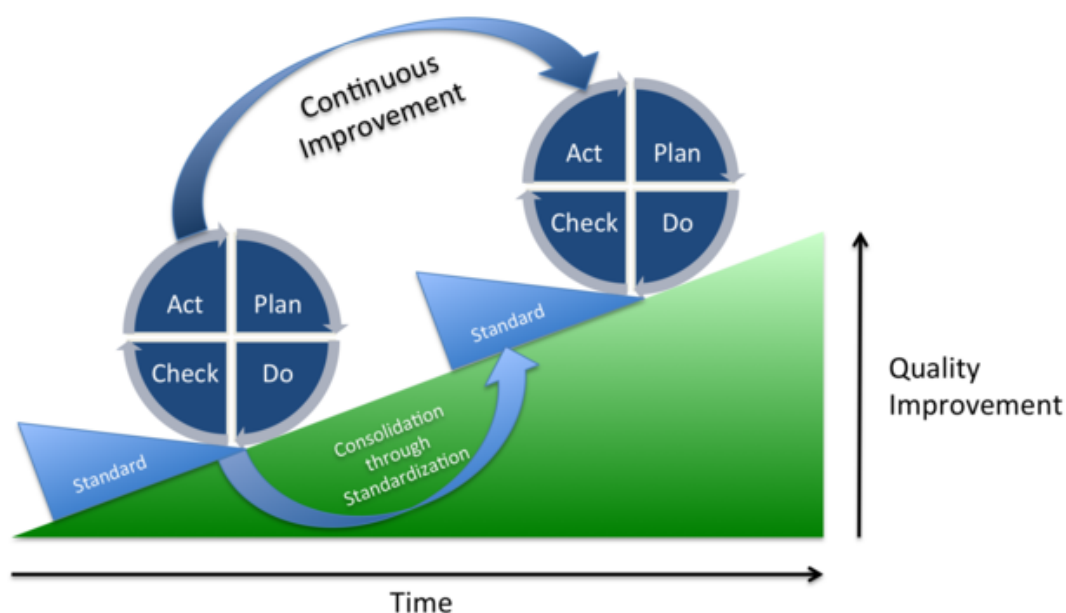 Continuous
Improvement
Act
Plan
Check
Do
Act
Plan
Check
Do
Standard
Standard
Consolidation
through
Standardization
Quality
Improvement
Time